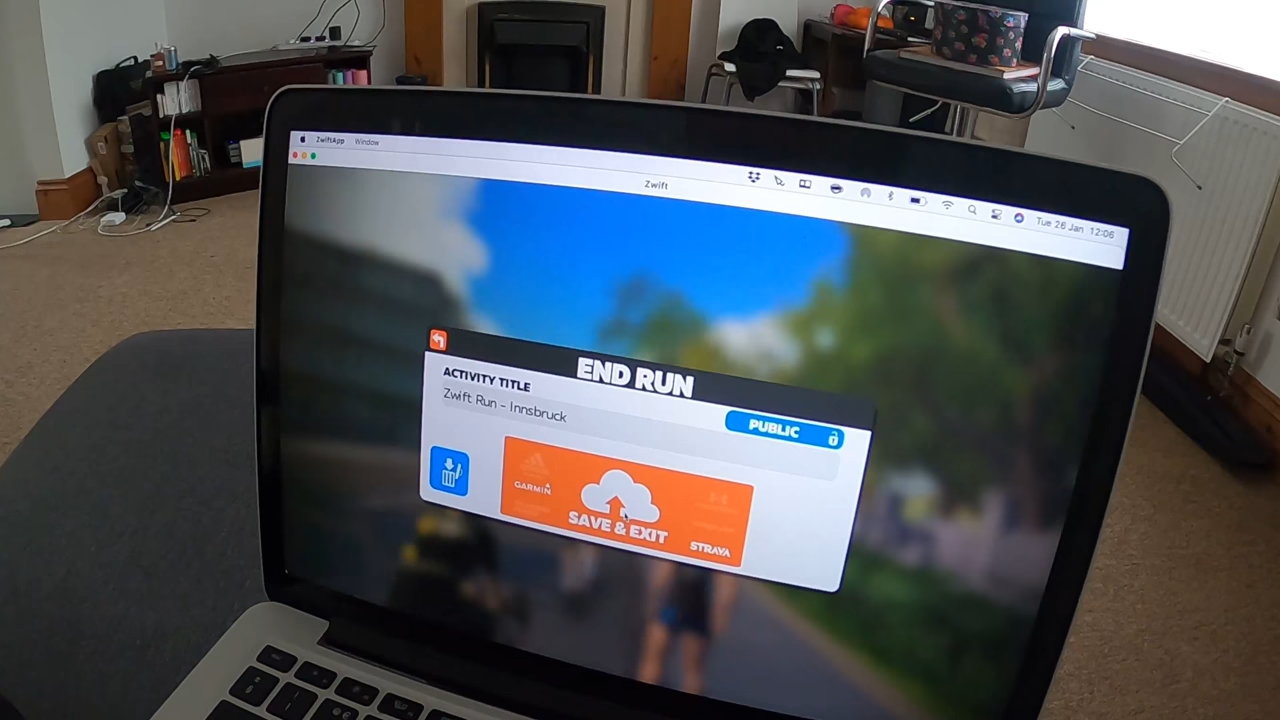 ZwiftApp Window
Zwift
Tue 26 Jan 12:06
END RUN
ACTIVITY TITLE
Zwift Run - Innsbruck
PUBLIC
GARMIN
SAVE & EXIT
STRAVA